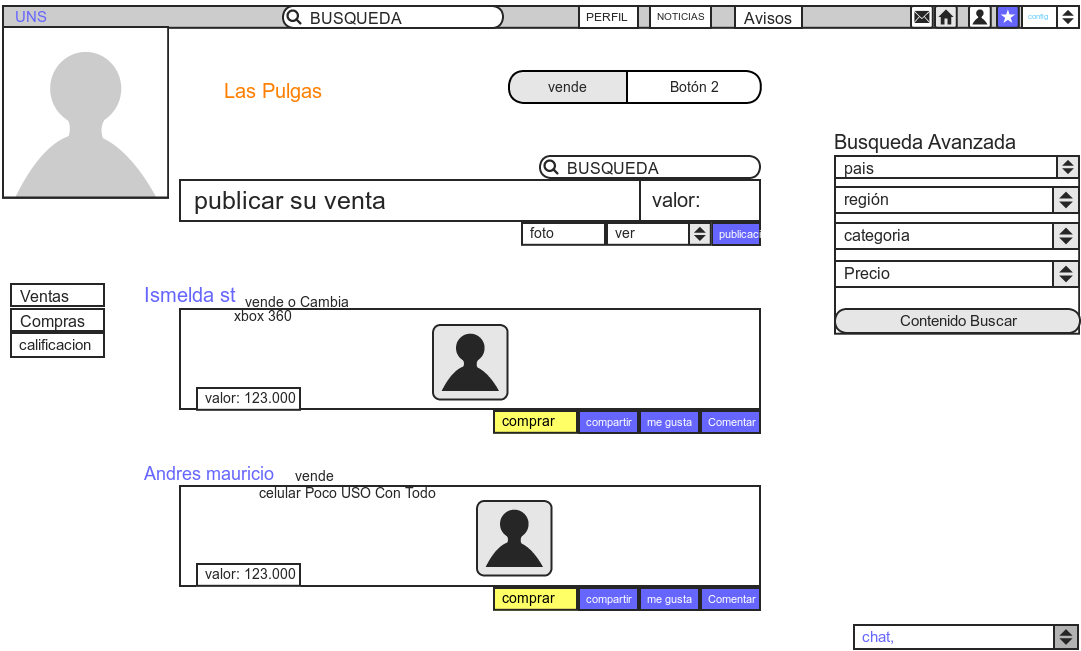 UNS
BUSQUEDA
PERFIL
NOTICIAS
Avisos
config
Las Pulgas
vende
Botón 2
BUSQUEDA
publicar su venta
valor:
foto
ver
publicaci
Busqueda Avanzada
pais
región
categoria
Precio
Contenido Buscar
Ventas
Compras
calificacion
Ismelda st
vende o Cambia
xbox 360
valor: 123.000
comprar
compartir
me gusta
Comentar
Andres mauricio
vende
celular Poco USO Con Todo
valor: 123.000
comprar
compartir
me gusta
Comentar
chat,